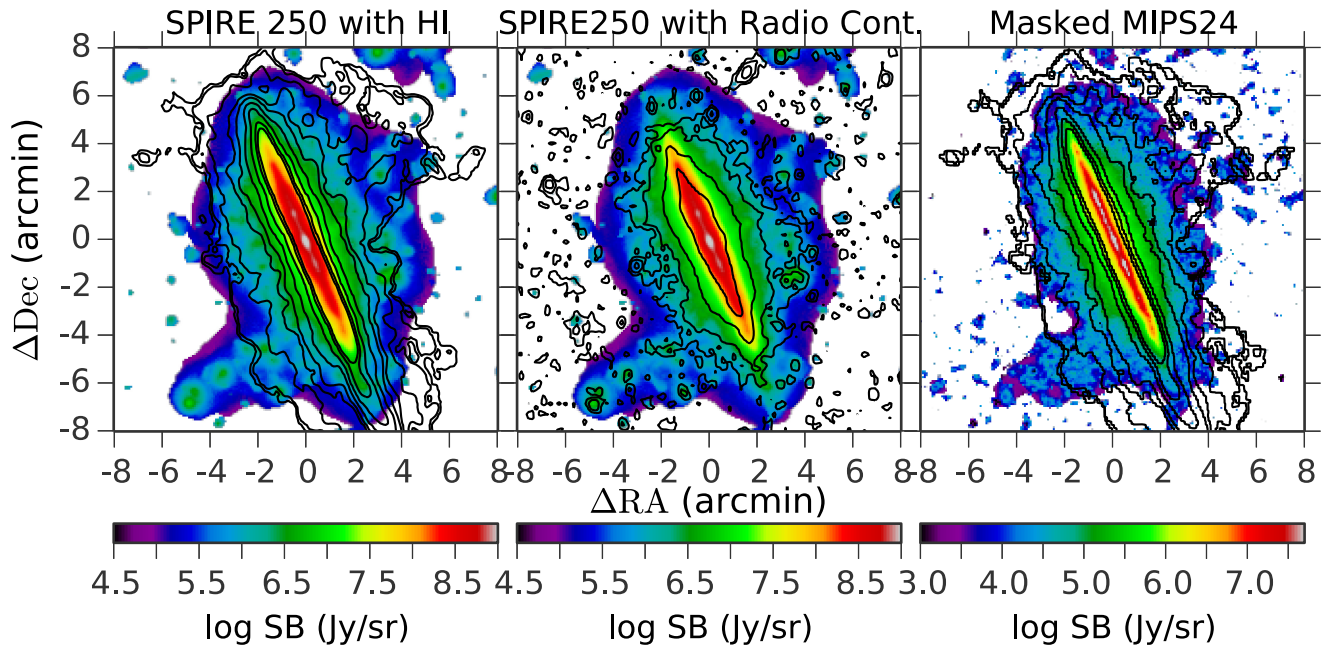 SPIRE 250 with HI SPIRE250 with Radio Cont. Masked MIPS24
8
6
4
2
0
-2
-4
-6
-8
ΔDec (arcmin)
-8 -6 -4 -2 0 2 4 6 8 -8 -6 -4 -2 0 2 4 6 8 -8 -6 -4 -2 0 2 4 6 8
ΔRA (arcmin)
4.5 5.5 6.5 7.5 8.5 4.5 5.5 6.5 7.5 8.5 3.0 4.0 5.0 6.0 7.0
log SB (Jy/sr) log SB (Jy/sr) log SB (Jy/sr)